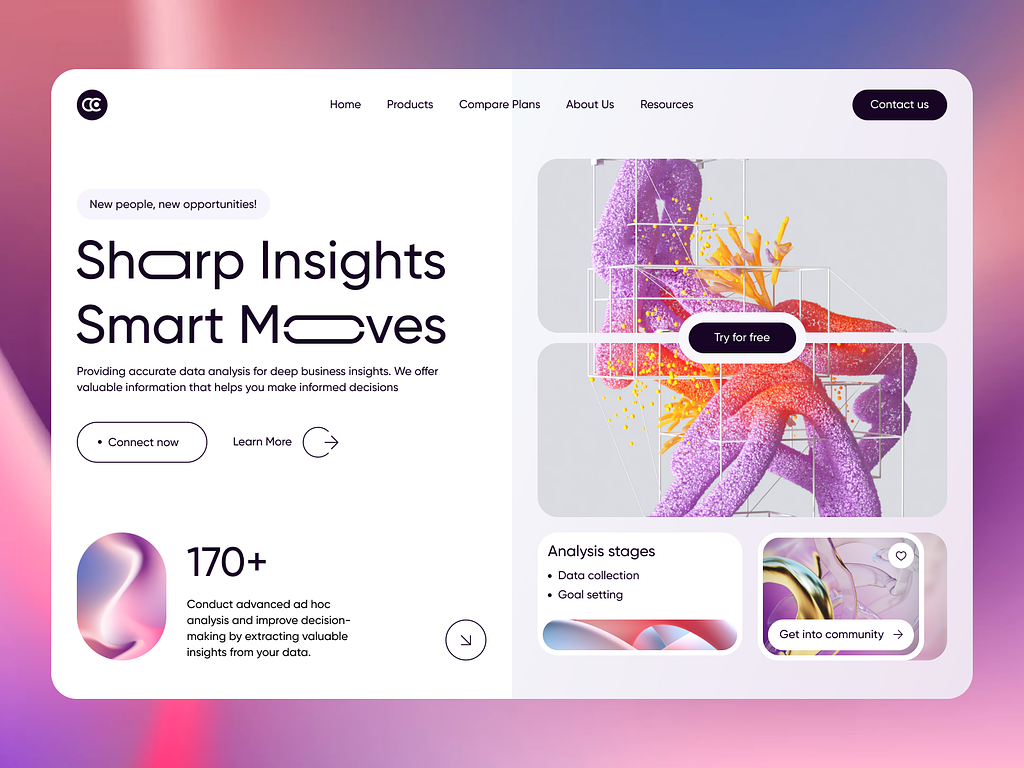 Home
Products
Compare Plans
About Us
Resources
Contact us
New people, new opportunities!
Sharp Insights
Smart Mooves
Providing accurate data analysis for deep business insights. We offer
valuable information that helps you make informed decisions
Connect now
Learn More
Try for free
170+
Conduct advanced ad hoc
analysis and improve decision-
making by extracting valuable
insights from your data.
Analysis stages
• Data collection
• Goal setting
Get into community